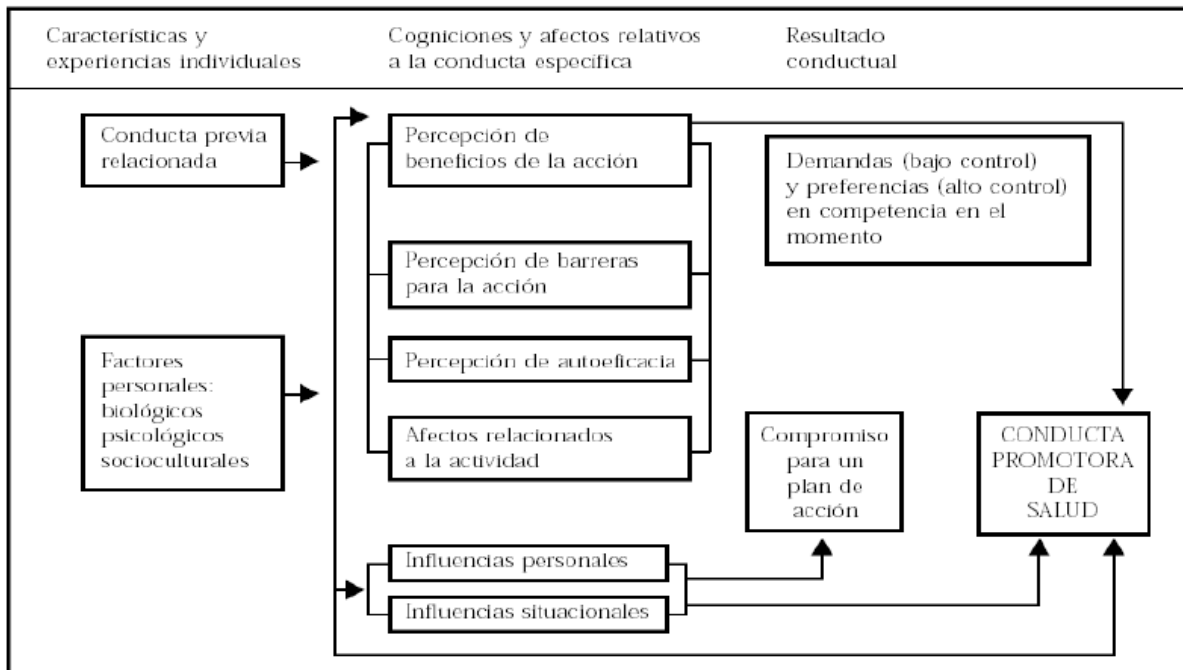 Características y
experiencias individuales
Cogniciones y afectos relativos
a la conducta específica
Resultado
conductual
Conducta previa
relacionada
Factores
personales:
biológicos
psicológicos
socioculturales
Percepción de
beneficios de la acción
Percepción de barreras
para la acción
Percepción de autoeficacia
Afectos relacionados
a la actividad
Influencias personales
Influencias situacionales
Demandas (bajo control)
y preferencias (alto control)
en competencia en el
momento
Compromiso
para un
plan de
acción
CONDUCTA
PROMOTORA
DE
SALUD